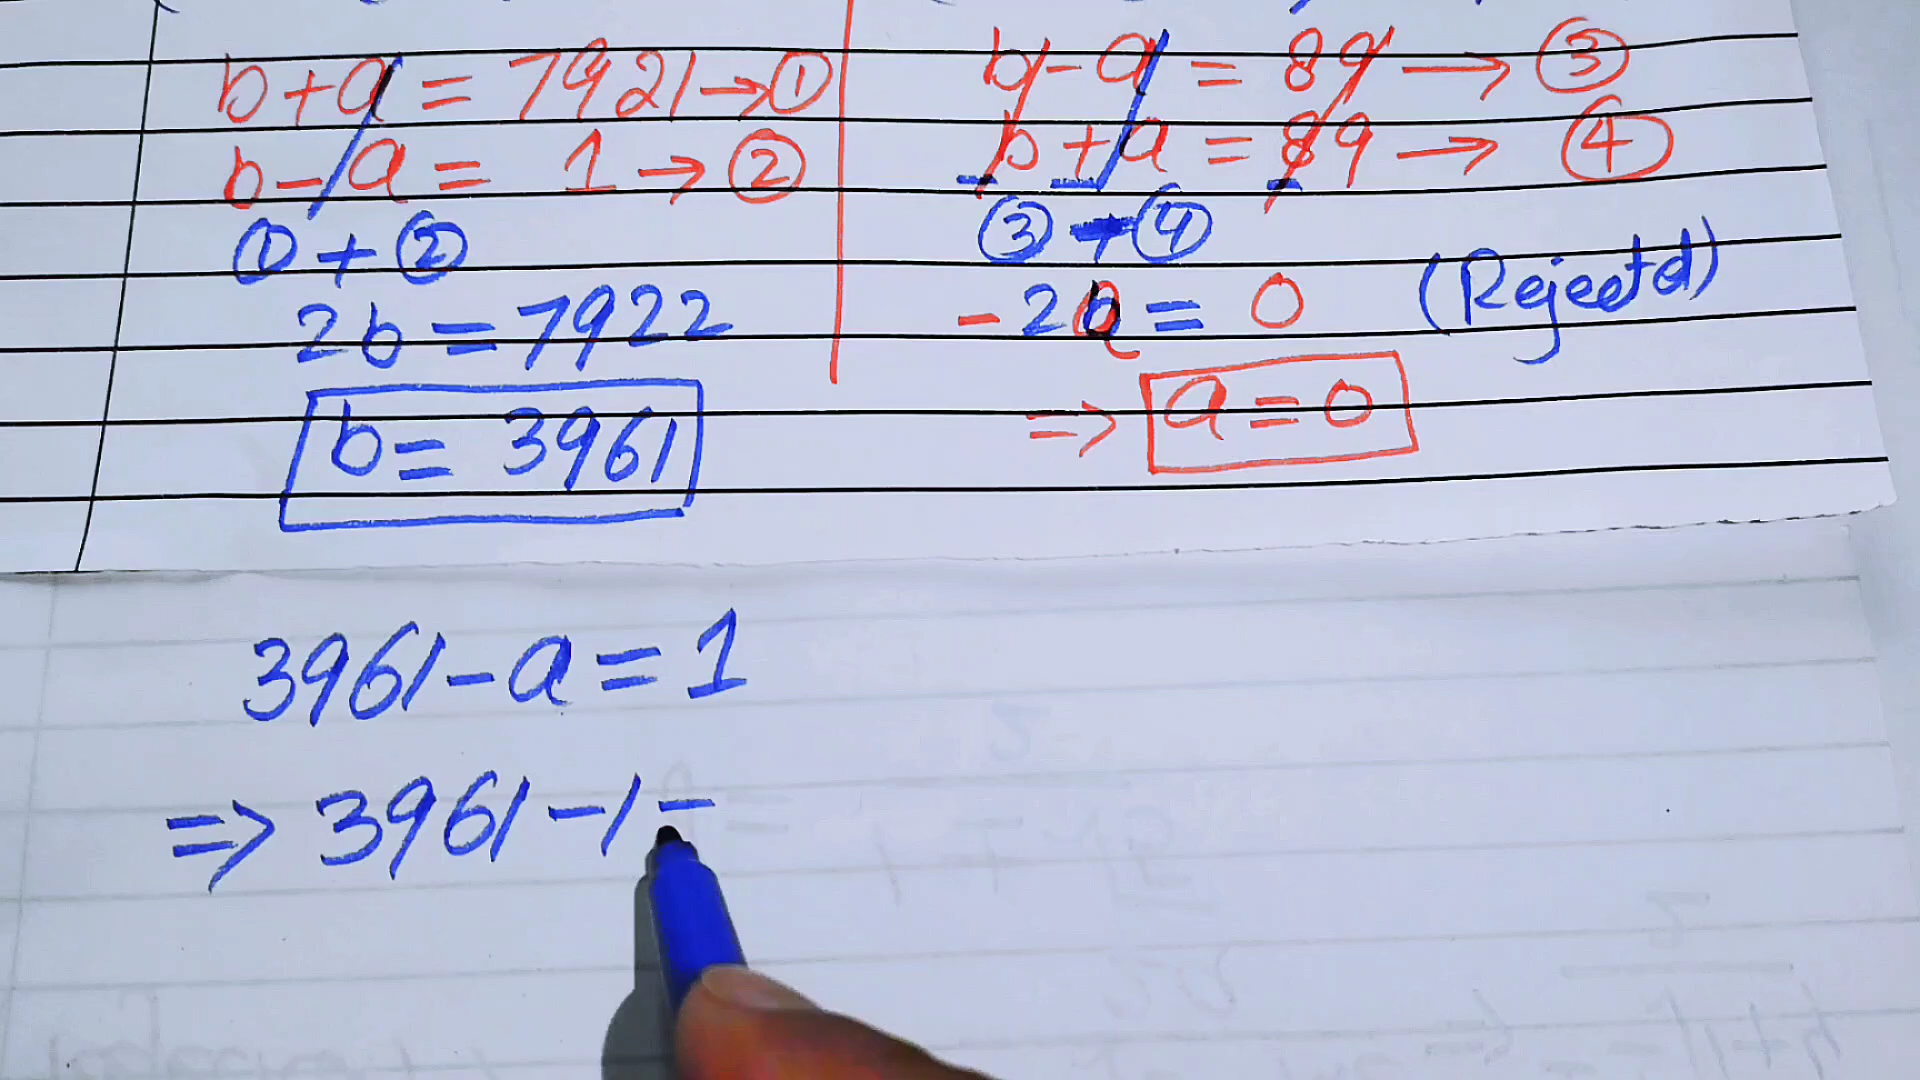 b+a = 7921 → ①
b-a = 1 → ②
① + ②
2b = 7922
b = 3961
b-a = 89 → ③
b+a = 89 → ④
③ - ④
-2a = 0 (Rejectd)
⇒ a = 0
3961 - a = 1
⇒ 3961 - 1 -